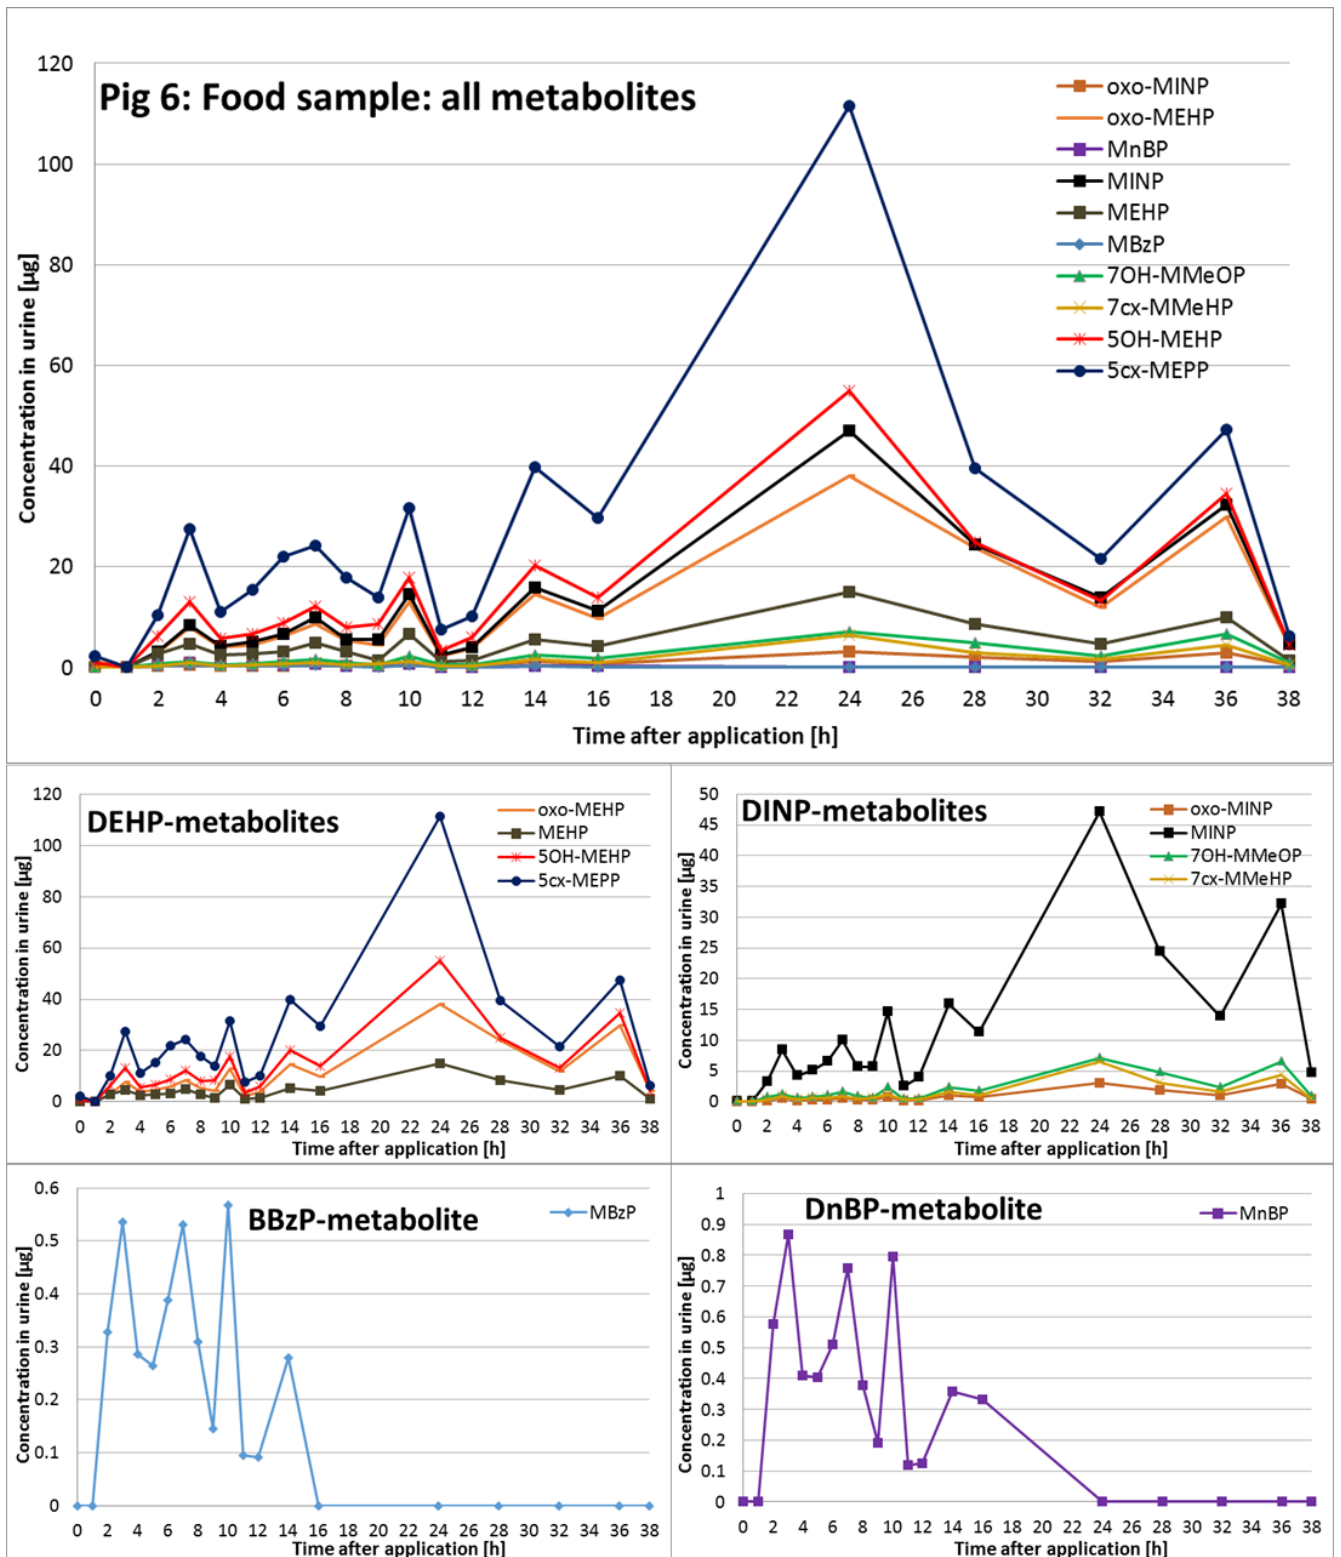 Pig 6: Food sample: all metabolites
Concentration in urine [µg]
120
100
80
60
40
20
0
oxo-MINP
oxo-MEHP
MnBP
MINP
MEHP
MBzP
7OH-MMeOP
7cx-MMeHP
5OH-MEHP
5cx-MEPP
0 2 4 6 8 10 12 14 16 18 20 22 24 26 28 30 32 34 36 38
Time after application [h]
DEHP-metabolites
Concentration in urine [µg]
120
100
80
60
40
20
0
oxo-MEHP
MEHP
5OH-MEHP
5cx-MEPP
0 2 4 6 8 10 12 14 16 18 20 22 24 26 28 30 32 34 36 38
Time after application [h]
DINP-metabolites
Concentration in urine [µg]
50
45
40
35
30
25
20
15
10
5
0
oxo-MINP
MINP
7OH-MMeOP
7cx-MMeHP
0 2 4 6 8 10 12 14 16 18 20 22 24 26 28 30 32 34 36 38
Time after application [h]
BBzP-metabolite
Concentration in urine [µg]
0.6
0.5
0.4
0.3
0.2
0.1
0
MBzP
0 2 4 6 8 10 12 14 16 18 20 22 24 26 28 30 32 34 36 38
Time after application [h]
DnBP-metabolite
Concentration in urine [µg]
1
0.9
0.8
0.7
0.6
0.5
0.4
0.3
0.2
0.1
0
MnBP
0 2 4 6 8 10 12 14 16 18 20 22 24 26 28 30 32 34 36 38
Time after application [h]